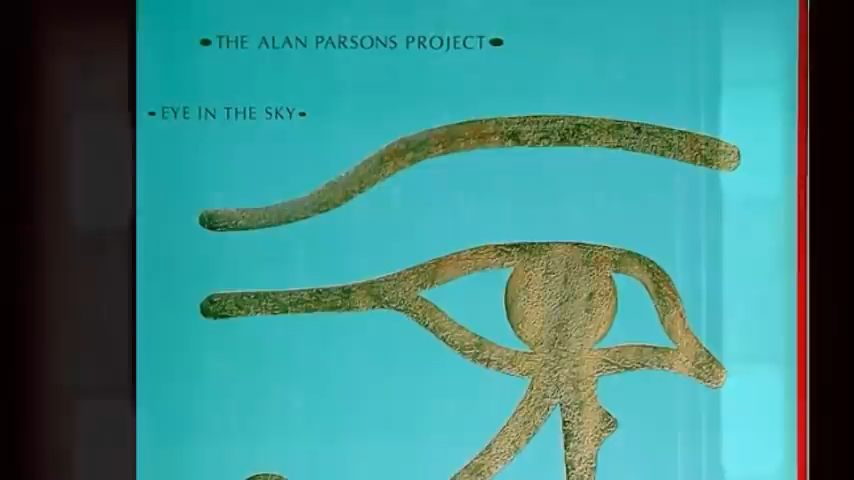 •THE ALAN PARSONS PROJECT•
•EYE IN THE SKY•